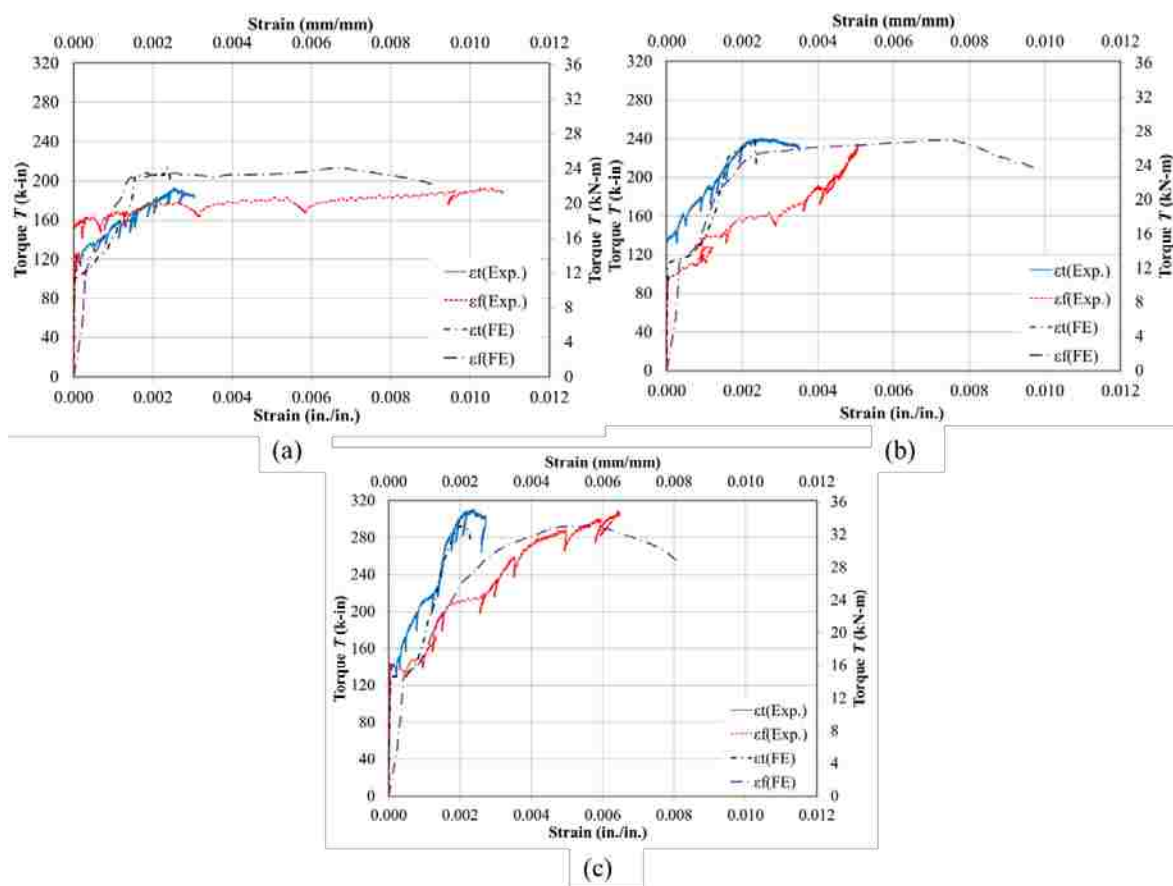 Strain (mm/mm)
0.000 0.002 0.004 0.006 0.008 0.010 0.012
320 280 240 200 160 120 80 40 0
Torque T (k-in)
36 32 28 24 20 16 12 8 4 0
Torque T (kN-m)
εt(Exp.)
εf(Exp.)
εt(FE)
εf(FE)
0.000 0.002 0.004 0.006 0.008 0.010 0.012
Strain (in./in.)
(a)
Strain (mm/mm)
0.000 0.002 0.004 0.006 0.008 0.010 0.012
320 280 240 200 160 120 80 40 0
Torque T (k-in)
36 32 28 24 20 16 12 8 4 0
Torque T (kN-m)
εt(Exp.)
εf(Exp.)
εt(FE)
εf(FE)
0.000 0.002 0.004 0.006 0.008 0.010 0.012
Strain (in./in.)
(b)
Strain (mm/mm)
0.000 0.002 0.004 0.006 0.008 0.010 0.012
320 280 240 200 160 120 80 40 0
Torque T (k-in)
36 32 28 24 20 16 12 8 4 0
Torque T (kN-m)
εt(Exp.)
εf(Exp.)
εt(FE)
εf(FE)
0.000 0.002 0.004 0.006 0.008 0.010 0.012
Strain (in./in.)
(c)